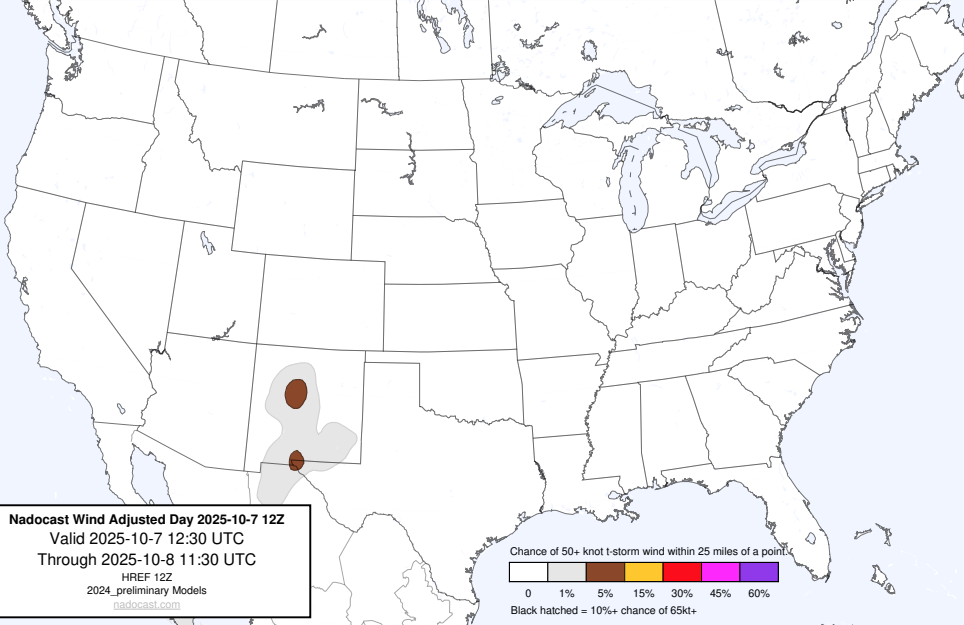 Nadocast Wind Adjusted Day 2025-10-7 12Z
Valid 2025-10-7 12:30 UTC
Through 2025-10-8 11:30 UTC
HREF 12Z
2024_preliminary Models
nadocast.com
Chance of 50+ knot t-storm wind within 25 miles of a point.
0 1% 5% 15% 30% 45% 60%
Black hatched = 10%+ chance of 65kt+